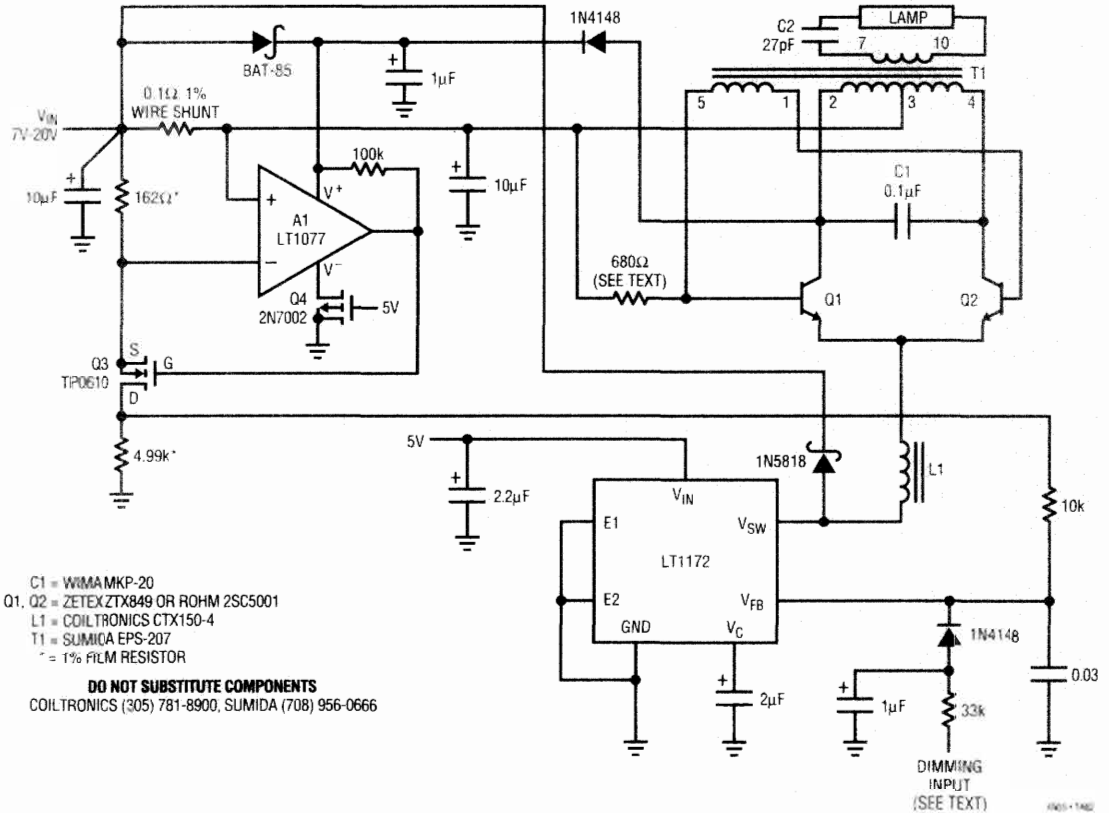 1N4148
C2
27pF
LAMP
7
10
BAT-85
1µF
T1
5
1
2
3
4
0.1Ω 1%
WIRE SHUNT
VIN
7V-20V
10µF
162Ω*
100k
V+
+
A1
LT1077
−
V−
+
10µF
C1
0.1µF
680Ω
(SEE TEXT)
Q1
Q2
Q4
2N7002
5V
Q3
TP0610
S
G
D
4.99k*
5V
+
2.2µF
1N5818
L1
10k
VIN
E1
VSW
LT1172
E2
VFB
GND
VC
1N4148
+
2µF
+
1µF
33k
0.03
DIMMING
INPUT
(SEE TEXT)
C1 = WIMA MKP-20
Q1, Q2 = ZETEX ZTX849 OR ROHM 2SC5001
L1 = COILTRONICS CTX150-4
T1 = SUMIDA EPS-207
* = 1% FILM RESISTOR
DO NOT SUBSTITUTE COMPONENTS
COILTRONICS (305) 781-8900, SUMIDA (708) 956-0666